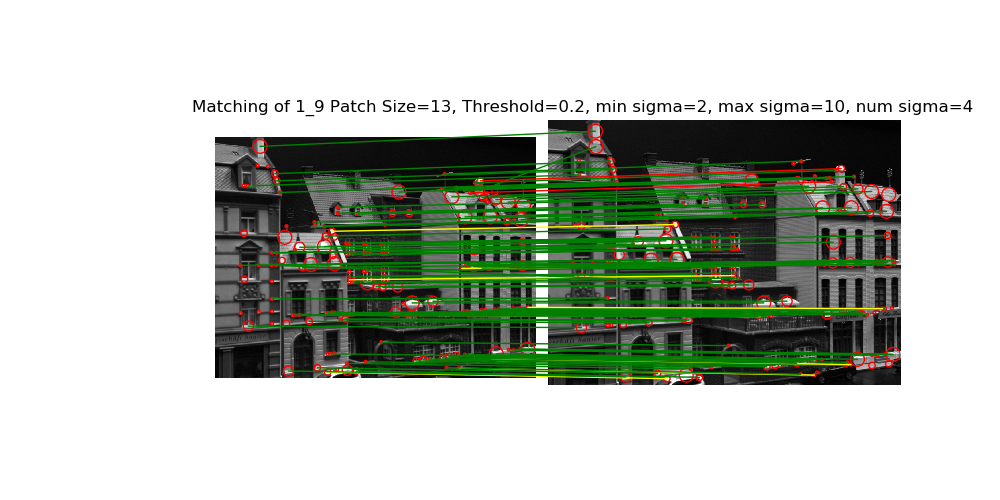 Matching of 1_9 Patch Size=13, Threshold=0.2, min sigma=2, max sigma=10, num sigma=4